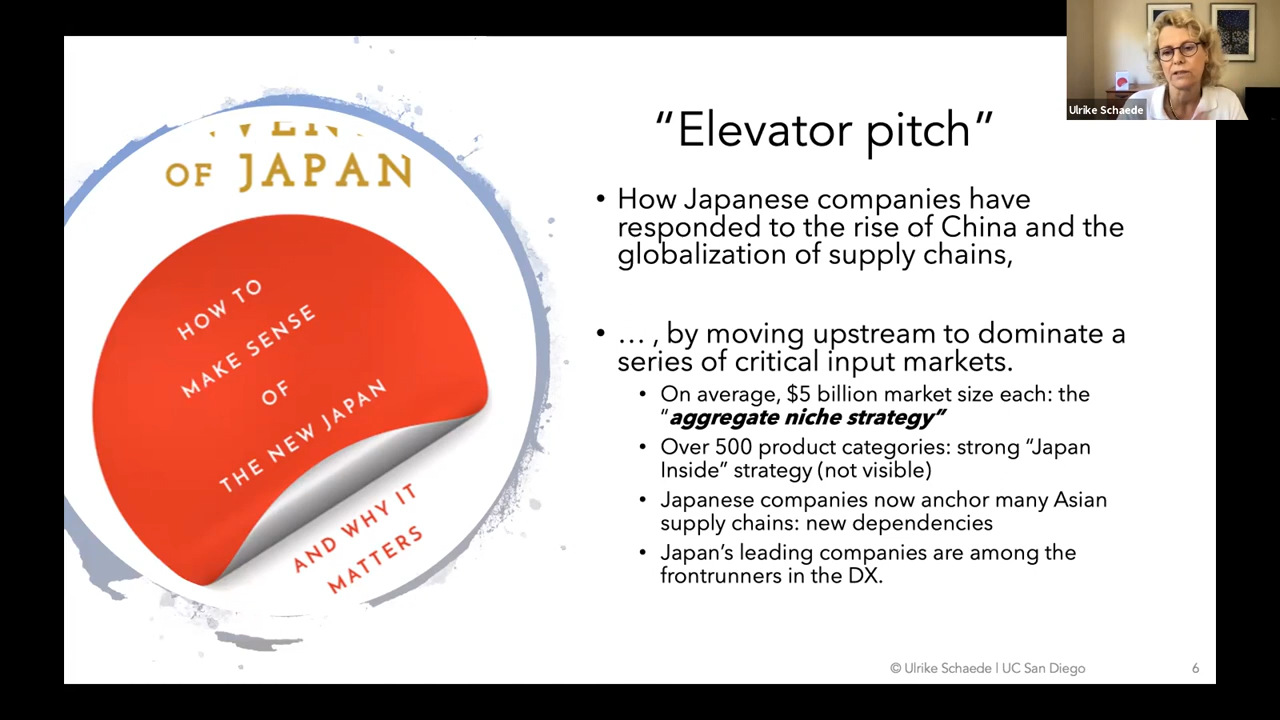 OF JAPAN
HOW TO
MAKE SENSE
OF
THE NEW JAPAN
AND WHY IT
MATTERS
“Elevator pitch”
• How Japanese companies have
responded to the rise of China and the
globalization of supply chains,
• … , by moving upstream to dominate a
series of critical input markets.
• On average, $5 billion market size each: the
“aggregate niche strategy”
• Over 500 product categories: strong “Japan
Inside” strategy (not visible)
• Japanese companies now anchor many Asian
supply chains: new dependencies
• Japan’s leading companies are among the
frontrunners in the DX.
© Ulrike Schaede | UC San Diego
6
Ulrike Schaede